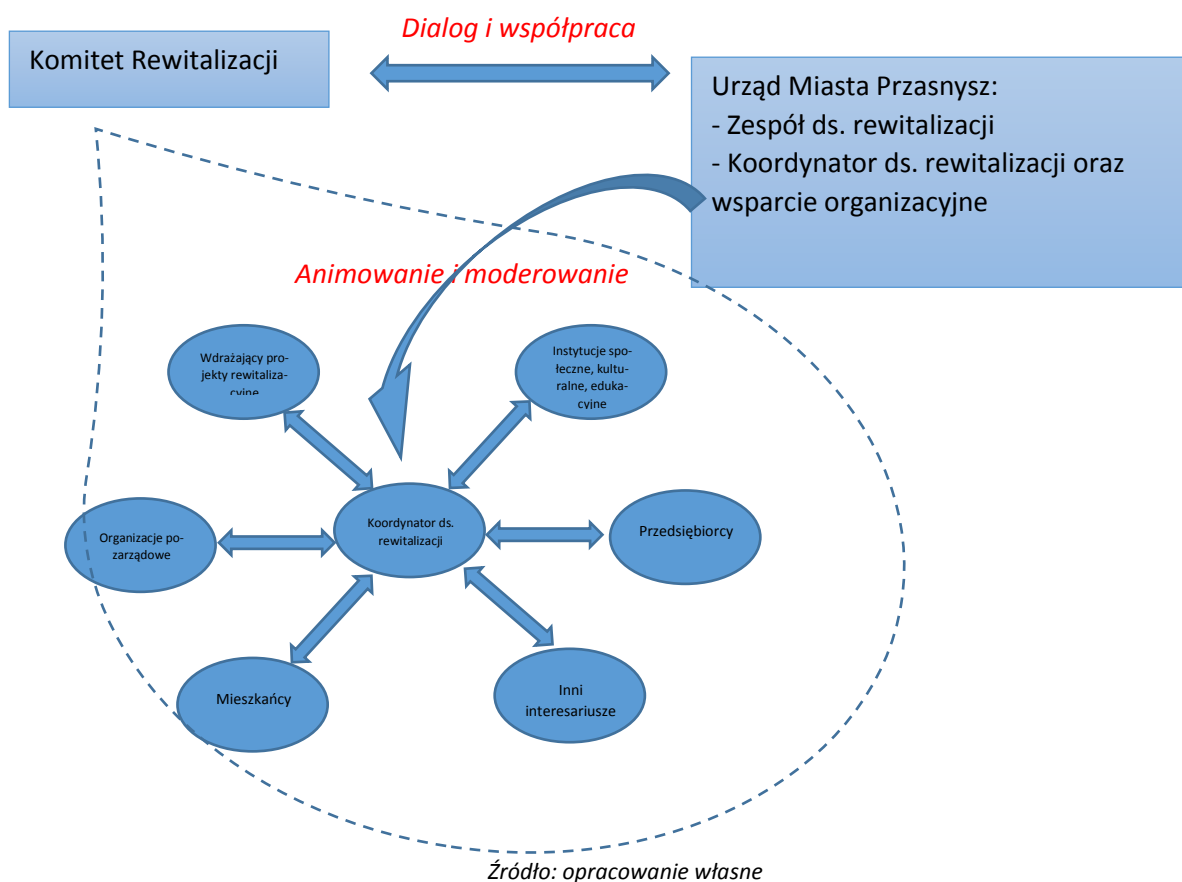 Dialog i współpraca
Komitet Rewitalizacji
Urząd Miasta Przasnysz:
- Zespół ds. rewitalizacji
- Koordynator ds. rewitalizacji oraz
wsparcie organizacyjne
Animowanie i moderowanie
Wdrażający pro-
jekty rewitaliza-
cyjne
Instytucje spo-
łeczne, kultu-
ralne, eduka-
cyjne
Organizacje po-
zarządowe
Koordynator ds.
rewitalizacji
Przedsiębiorcy
Mieszkańcy
Inni
interesariusze
Źródło: opracowanie własne